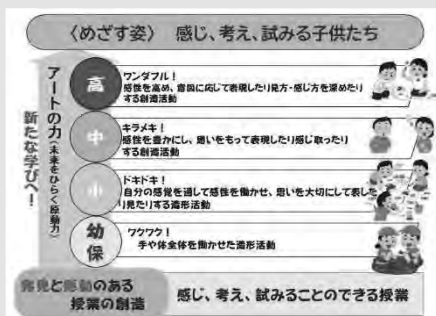 〈めざす姿〉 感じ、考え、試みる子供たち
アートの力(未来をひらく原動力)
新たな学びへ!
高
ワンダフル!
感性を高め、意図に応じて表現したり見方・感じ方を深めたり
する創造活動
中
キラメキ!
感性を豊かにし、思いをもって表現したり感じ取ったり
する創造活動
小
ドキドキ!
自分の感覚を通して感性を働かせ、思いを大切にして表し
見たりする造形活動
幼
保
ワクワク!
手や体全体を働かせた造形活動
発見と感動のある
授業の創造
感じ、考え、試みることのできる授業